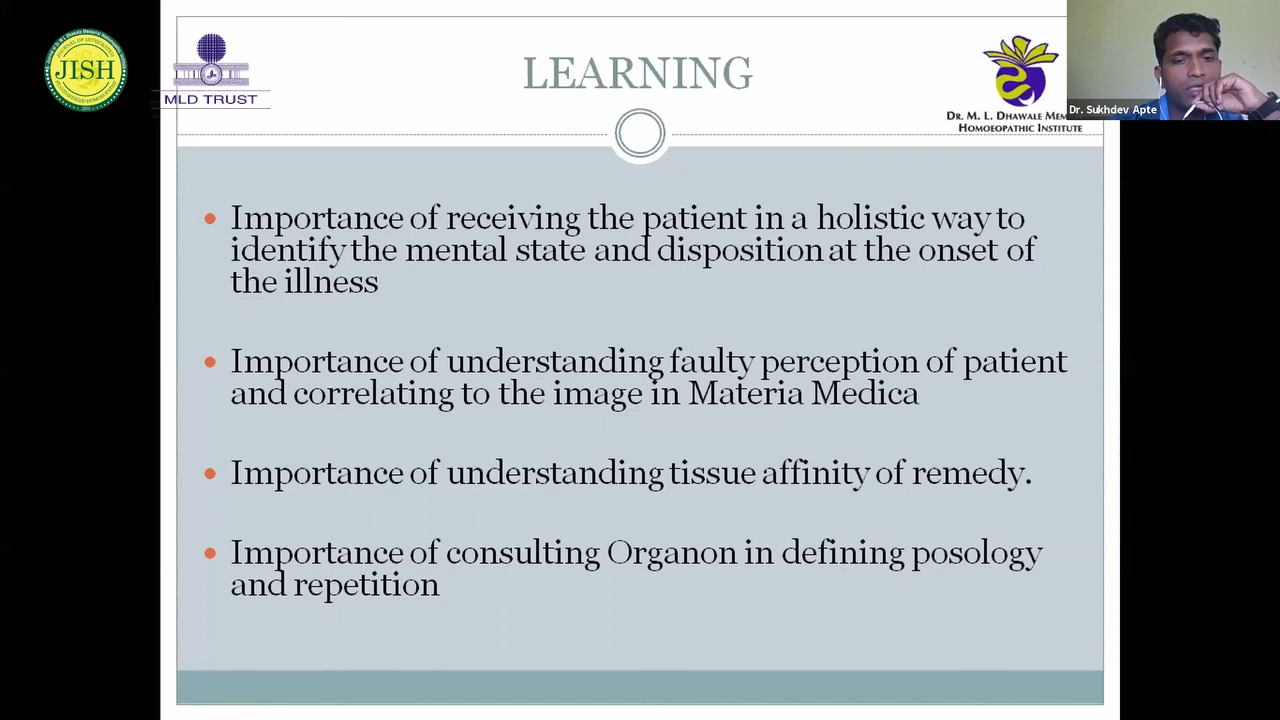 JISH
MLD TRUST
LEARNING
DR. M. L. DHAWALE MEM
HOMOEOPATHIC INSTITUTE
Dr. Sukhdev Apte
• Importance of receiving the patient in a holistic way to
identify the mental state and disposition at the onset of
the illness
• Importance of understanding faulty perception of patient
and correlating to the image in Materia Medica
• Importance of understanding tissue affinity of remedy.
• Importance of consulting Organon in defining posology
and repetition